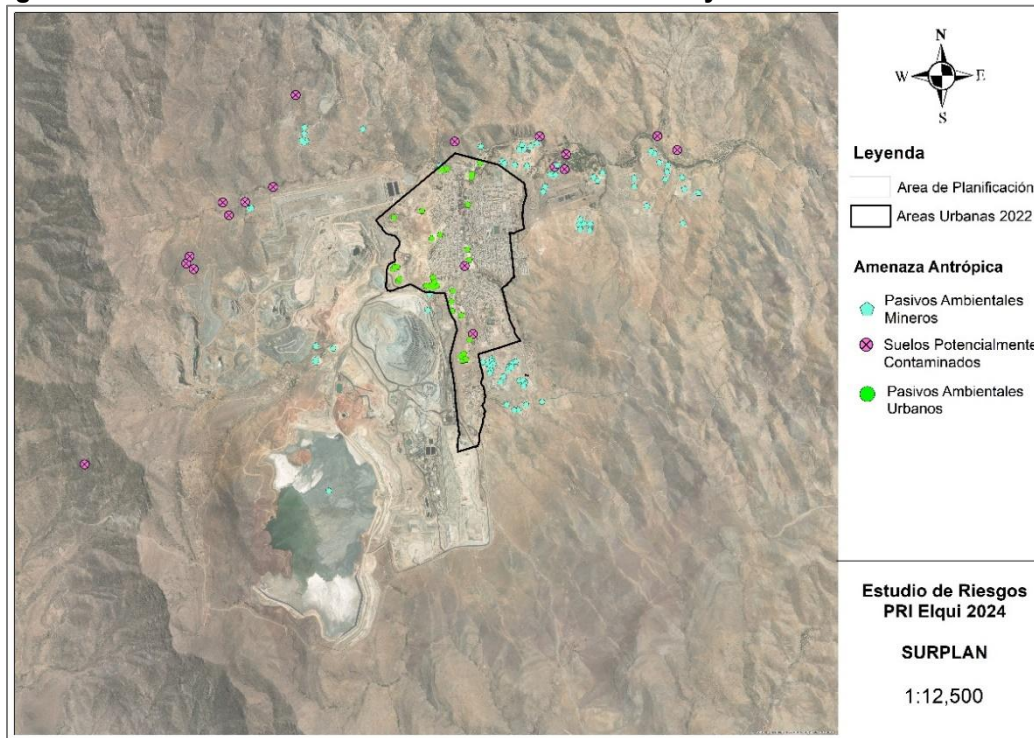 N
W
E
S
Leyenda
Area de Planificación
Areas Urbanas 2022
Amenaza Antrópica
Pasivos Ambientales
Mineros
Suelos Potencialmente
Contaminados
Pasivos Ambientales
Urbanos
Estudio de Riesgos
PRI Elqui 2024
SURPLAN
1:12,500